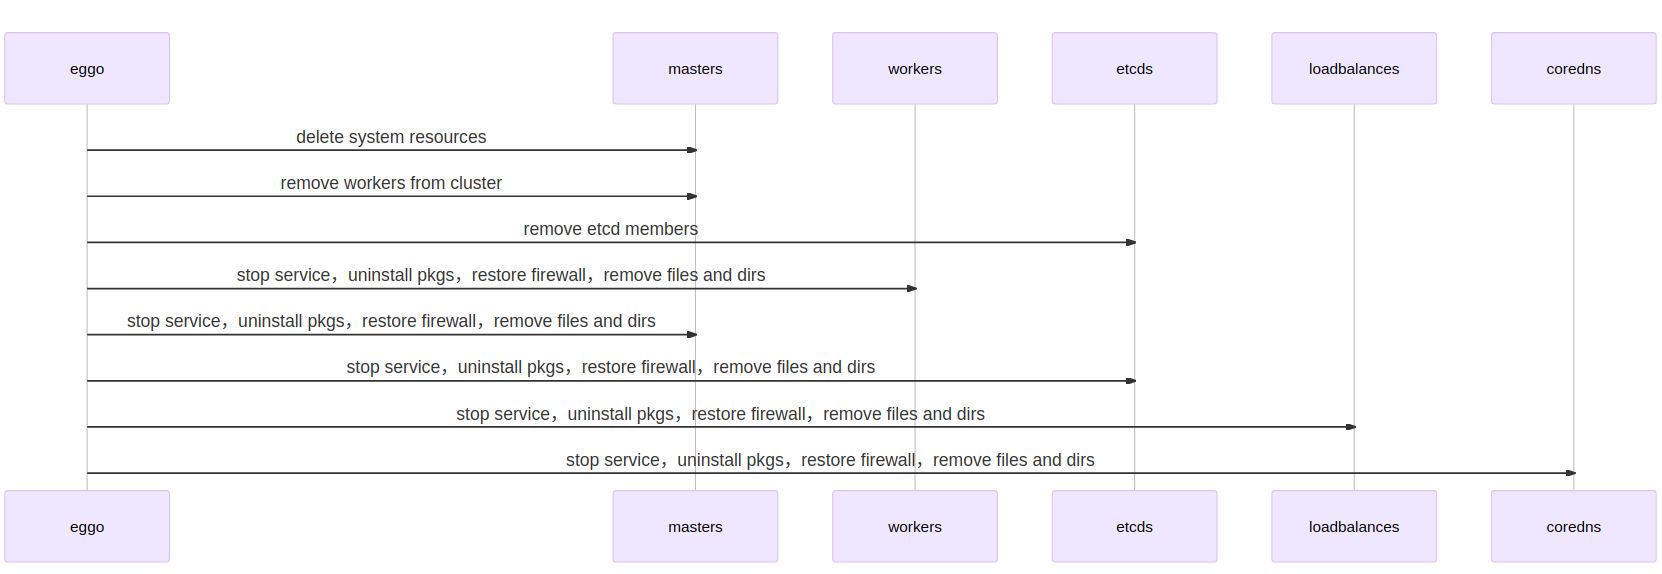 eggo
masters
workers
etcds
loadbalances
coredns
delete system resources
remove workers from cluster
remove etcd members
stop service，uninstall pkgs，restore firewall，remove files and dirs
stop service，uninstall pkgs，restore firewall，remove files and dirs
stop service，uninstall pkgs，restore firewall，remove files and dirs
stop service，uninstall pkgs，restore firewall，remove files and dirs
stop service，uninstall pkgs，restore firewall，remove files and dirs
eggo
masters
workers
etcds
loadbalances
coredns